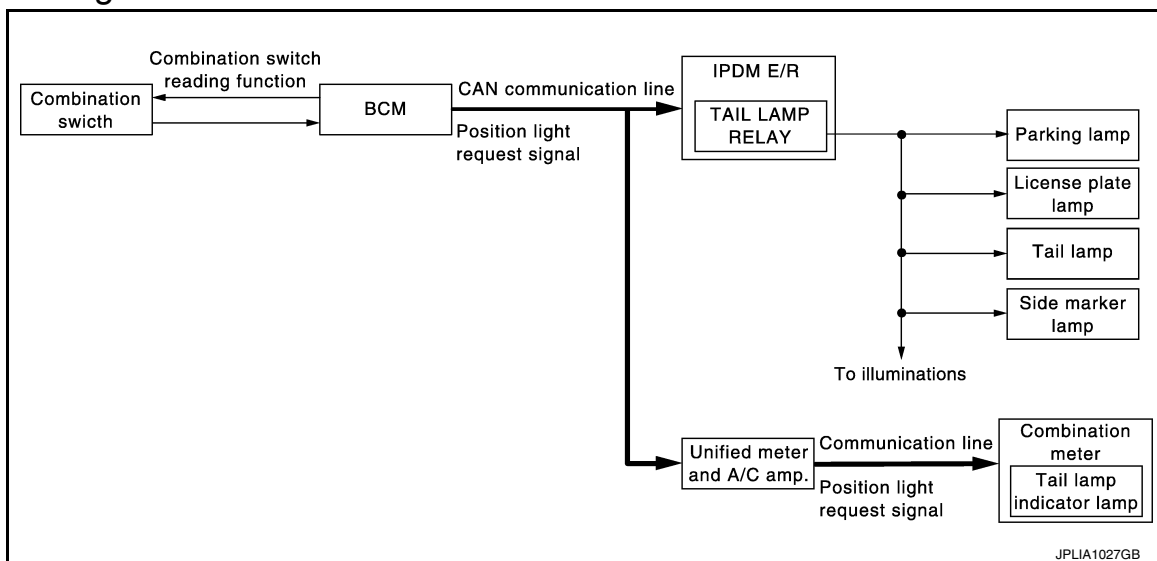 Combination switch
reading function
Combination
swicth
BCM
CAN communication line
Position light
request signal
IPDM E/R
TAIL LAMP
RELAY
Parking lamp
License plate
lamp
Tail lamp
Side marker
lamp
To illuminations
Unified meter
and A/C amp.
Communication line
Position light
request signal
Combination
meter
Tail lamp
indicator lamp
JPLIA1027GB